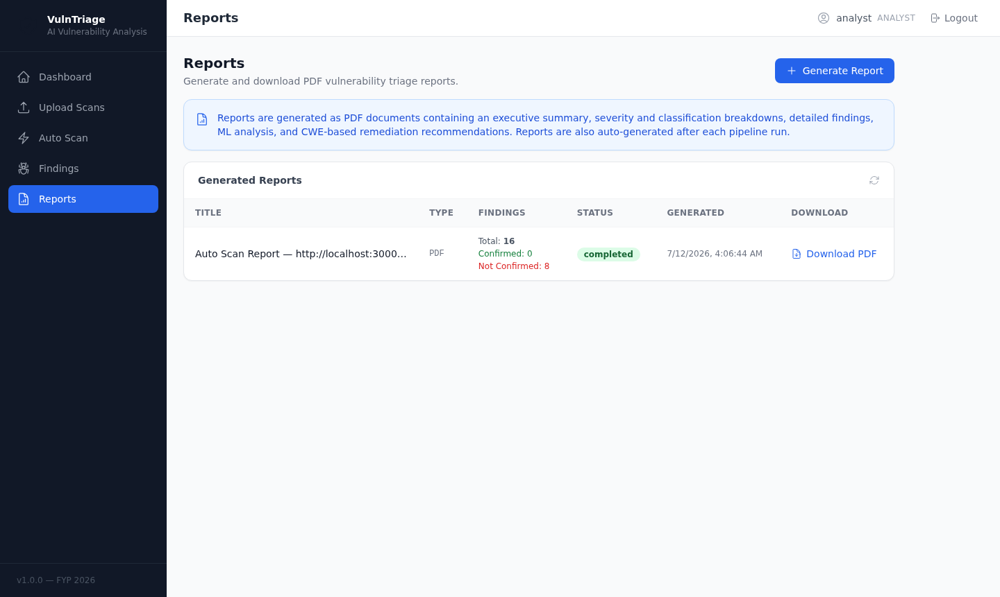 VulnTriage
AI Vulnerability Analysis
Dashboard
Upload Scans
Auto Scan
Findings
Reports
v1.0.0 — FYP 2026
Reports
analyst ANALYST Logout
Reports
Generate and download PDF vulnerability triage reports.
Generate Report
Reports are generated as PDF documents containing an executive summary, severity and classification breakdowns, detailed findings,
ML analysis, and CWE-based remediation recommendations. Reports are also auto-generated after each pipeline run.
Generated Reports
TITLE TYPE FINDINGS STATUS GENERATED DOWNLOAD
Auto Scan Report — http://localhost:3000... PDF
Total: 16
Confirmed: 0
Not Confirmed: 8
completed 7/12/2026, 4:06:44 AM Download PDF